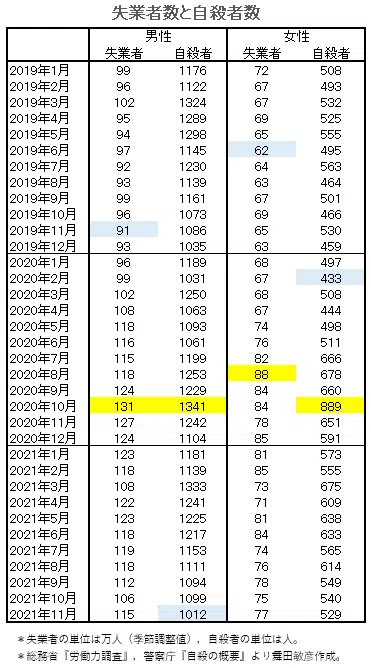 失業者数と自殺者数
男性 女性
失業者 自殺者 失業者 自殺者
2019年1月 99 1176 72 508
2019年2月 96 1122 67 493
2019年3月 102 1324 67 532
2019年4月 95 1289 69 525
2019年5月 94 1298 65 555
2019年6月 97 1145 62 495
2019年7月 92 1230 64 563
2019年8月 93 1139 63 464
2019年9月 99 1161 67 501
2019年10月 96 1073 69 466
2019年11月 91 1086 65 530
2019年12月 93 1035 63 459
2020年1月 96 1189 68 497
2020年2月 99 1031 67 433
2020年3月 102 1250 68 508
2020年4月 108 1063 67 444
2020年5月 118 1093 74 498
2020年6月 116 1061 76 511
2020年7月 115 1199 82 666
2020年8月 118 1253 88 678
2020年9月 124 1229 84 660
2020年10月 131 1341 84 889
2020年11月 127 1242 78 651
2020年12月 124 1104 85 591
2021年1月 123 1181 81 573
2021年2月 118 1139 85 555
2021年3月 108 1333 73 675
2021年4月 122 1241 71 609
2021年5月 123 1225 81 638
2021年6月 118 1217 84 633
2021年7月 119 1153 74 565
2021年8月 118 1111 76 614
2021年9月 112 1094 78 549
2021年10月 106 1099 75 540
2021年11月 115 1012 77 529
＊失業者の単位は万人（季節調整値），自殺者の単位は人。
＊総務省『労働力調査』，警察庁『自殺の概要』より舞田敏彦作成。